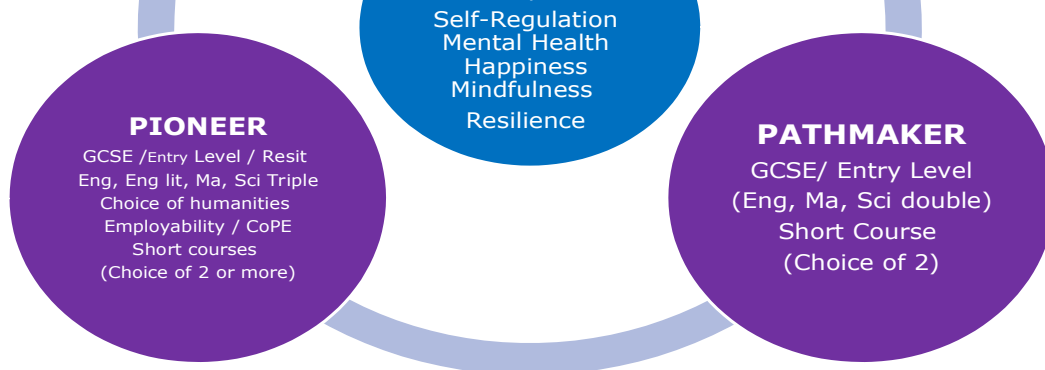 Self-Regulation
Mental Health
Happiness
Mindfulness
Resilience
PIONEER
GCSE /Entry Level / Resit
Eng, Eng lit, Ma, Sci Triple
Choice of humanities
Employability / CoPE
Short courses
(Choice of 2 or more)
PATHMAKER
GCSE/ Entry Level
(Eng, Ma, Sci double)
Short Course
(Choice of 2)